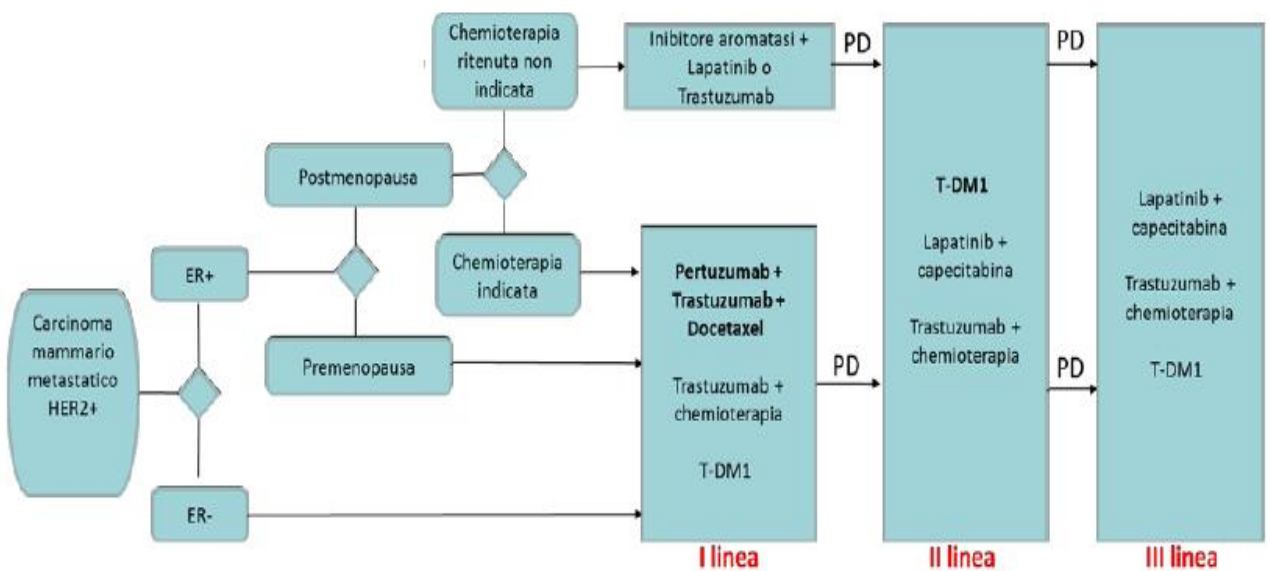 Chemioterapia
ritenuta non
indicata
Inibitore aromatasi +
Lapatinib o
Trastuzumab
PD
PD
Postmenopausa
T-DM1
Lapatinib +
capecitabina
Trastuzumab +
chemioterapia
Lapatinib +
capecitabina
Trastuzumab +
chemioterapia
T-DM1
ER+
Chemioterapia
indicata
Pertuzumab +
Trastuzumab +
Docetaxel
Trastuzumab +
chemioterapia
T-DM1
Carcinoma
mammario
metastatico
HER2+
Premenopausa
PD
PD
ER-
I linea
II linea
III linea